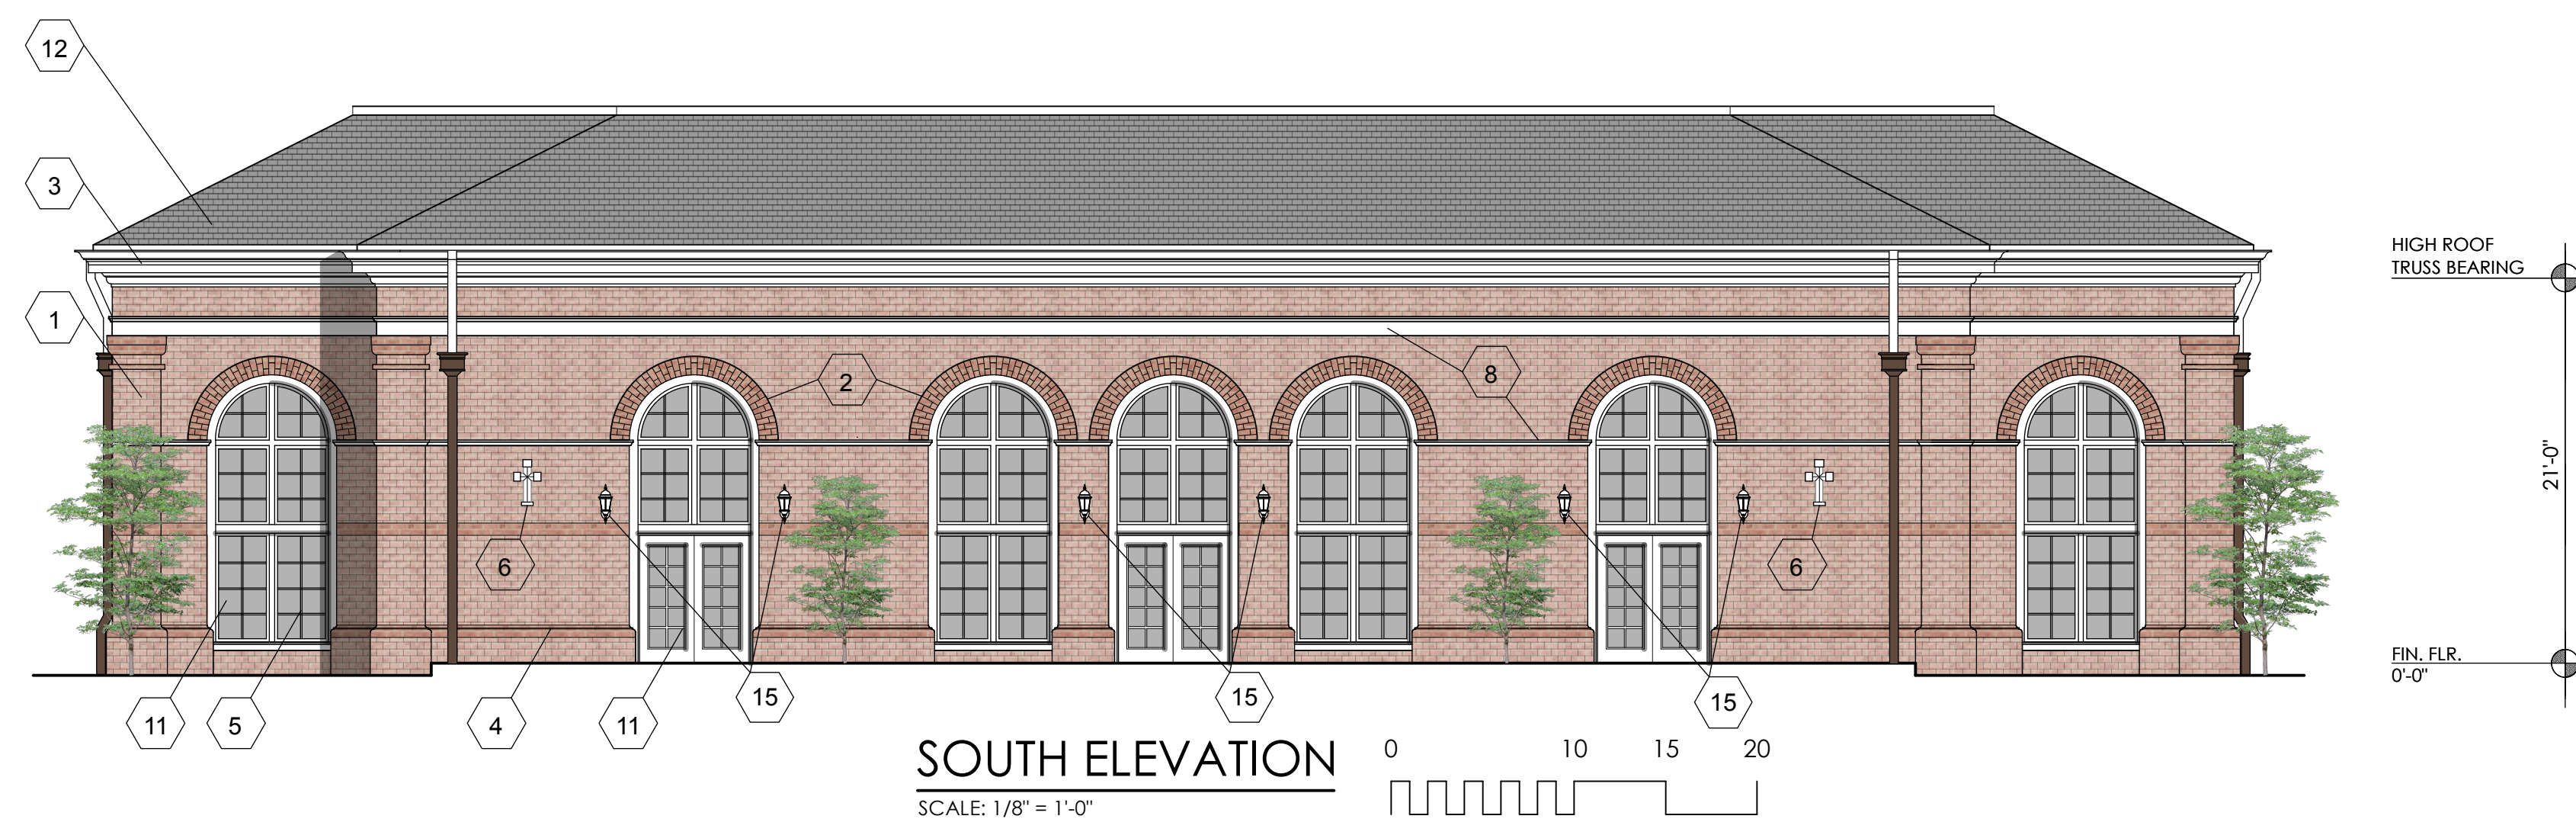 12
3
HIGH ROOF
TRUSS BEARING
1
2
8
21'-0"
6
6
FIN. FLR.
0'-0"
11
5
4
11
15
15
15
SOUTH ELEVATION
SCALE: 1/8" = 1'-0"
0 10 15 20